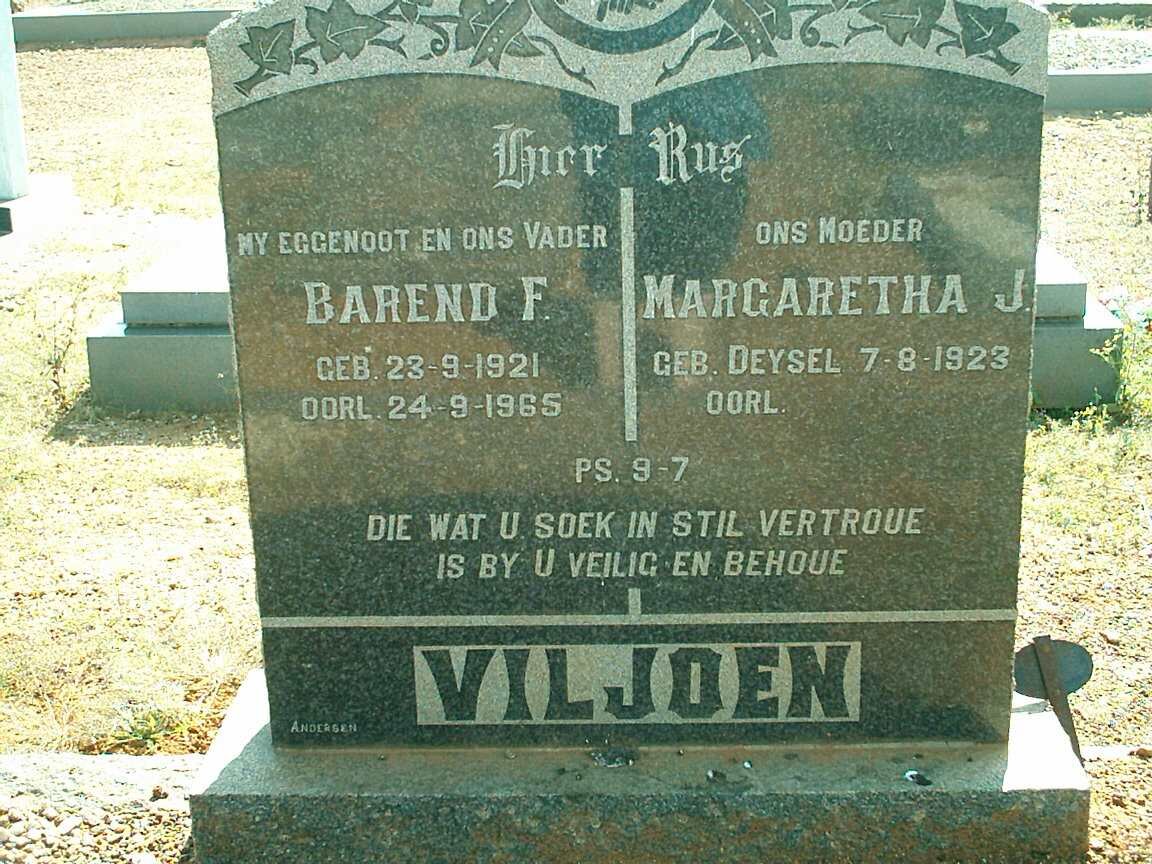 Hier Rus
MY EGGENOOT EN ONS VADER
BAREND F.
GEB. 23-9-1921
OORL. 24-9-1965
ONS MOEDER
MARGARETHA J.
GEB. DEYSEL 7-8-1923
OORL.
PS. 9-7
DIE WAT U SOEK IN STIL VERTROUE
IS BY U VEILIG EN BEHOUE
VILJOEN
ANDERSEN